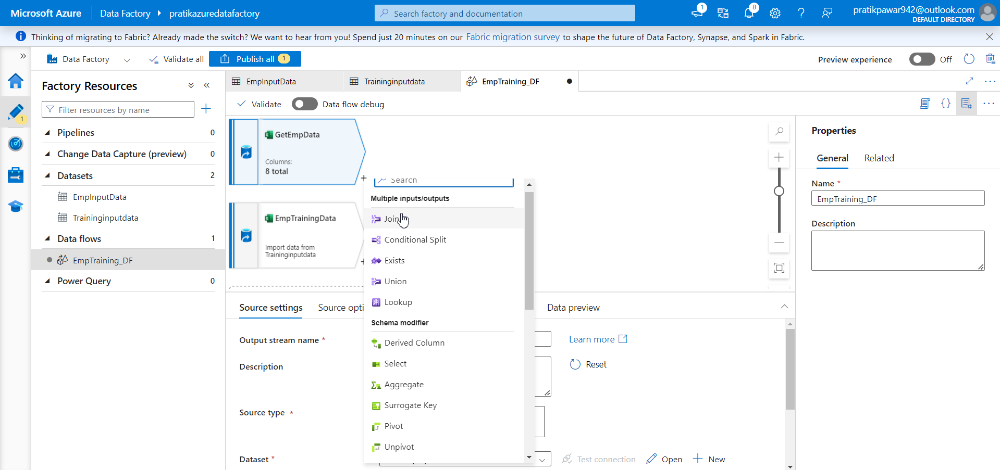 Microsoft Azure
Data Factory
pratikazuredatafactory
Search factory and documentation
1
8
pratikpawar942@outlook.com
DEFAULT DIRECTORY
Thinking of migrating to Fabric? Already made the switch? We want to hear from you! Spend just 20 minutes on our Fabric migration survey to shape the future of Data Factory, Synapse, and Spark in Fabric.
Data Factory
Validate all
Publish all 1
Preview experience
Off
1
Factory Resources
Filter resources by name
Pipelines 0
Change Data Capture (preview) 0
Datasets 2
EmpInputData
Traininginputdata
Data flows 1
EmpTraining_DF
Power Query 0
EmpInputData
Traininginputdata
EmpTraining_DF
Validate
Data flow debug
GetEmpData
Columns:
8 total
EmpTrainingData
Import data from
Traininginputdata
Search
Multiple inputs/outputs
Join
Conditional Split
Exists
Union
Lookup
Schema modifier
Derived Column
Select
Aggregate
Surrogate Key
Pivot
Unpivot
Source settings
Source opti
Data preview
Output stream name *
Learn more
Description
Reset
Source type *
Dataset *
Test connection
Open
New
Properties
General
Related
Name *
EmpTraining_DF
Description